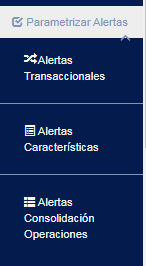 Parametrizar Alertas
Alertas
Transaccionales
Alertas
Características
Alertas
Consolidación
Operaciones